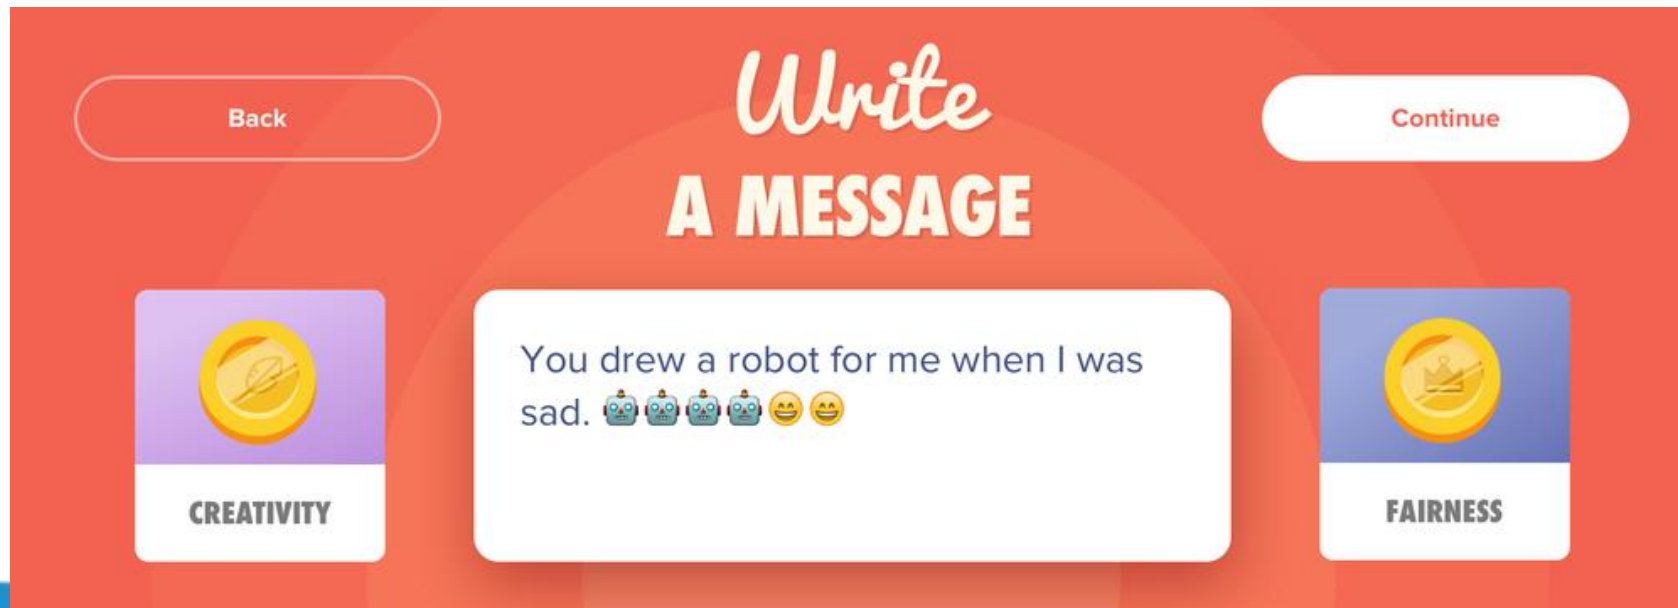 Back
Write
A MESSAGE
Continue
You drew a robot for me when I was
sad. 🤖🤖🤖🤖😄😄
CREATIVITY
FAIRNESS